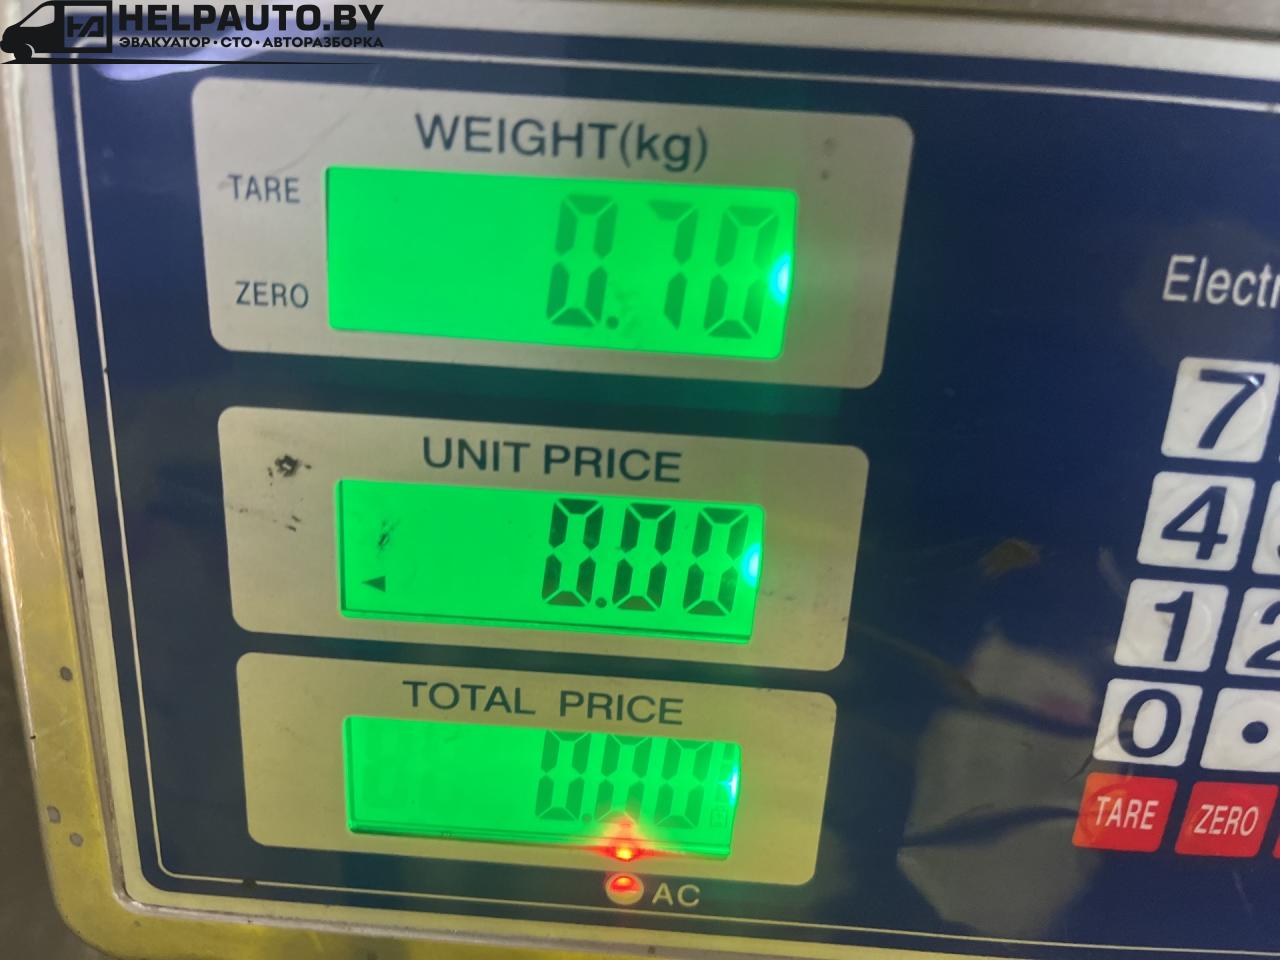 HELPAUTO.BY
ЭВАКУАТОР · СТО · АВТОРАЗБОРКА
WEIGHT(kg)
TARE
0.70
ZERO
UNIT PRICE
0.00
TOTAL PRICE
0.00
AC
7
4
1 2
0 •
TARE ZERO